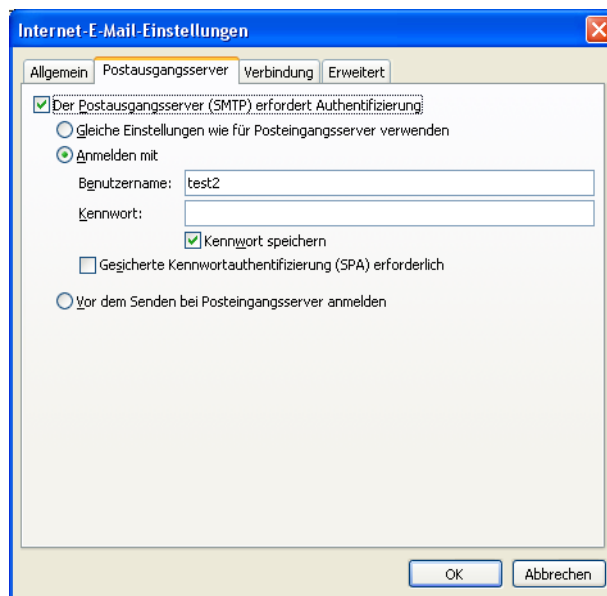 Internet-E-Mail-Einstellungen
Allgemein Postausgangsserver Verbindung Erweitert
Der Postausgangsserver (SMTP) erfordert Authentifizierung
Gleiche Einstellungen wie für Posteingangsserver verwenden
Anmelden mit
Benutzername: test2
Kennwort:
Kennwort speichern
Gesicherte Kennwortauthentifizierung (SPA) erforderlich
Vor dem Senden bei Posteingangsserver anmelden
OK Abbrechen